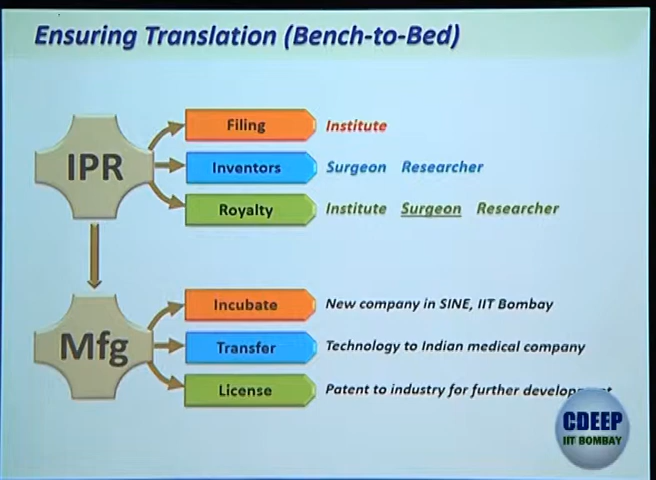 Ensuring Translation (Bench-to-Bed)
IPR
Filing Institute
Inventors Surgeon Researcher
Royalty Institute Surgeon Researcher
Mfg
Incubate New company in SINE, IIT Bombay
Transfer Technology to Indian medical company
License Patent to industry for further development
CDEEP
IIT BOMBAY